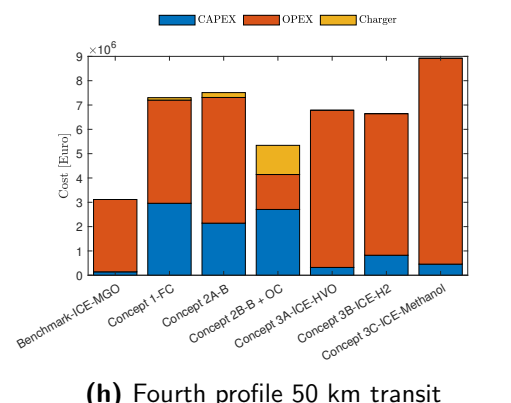 CAPEX OPEX Charger
×10⁶
9
8
7
6
5
4
3
2
1
0
Cost [Euro]
Benchmark-ICE-MGO
Concept 1-FC
Concept 2A-B
Concept 2B-B + OC
Concept 3A-ICE-HVO
Concept 3B-ICE-H2
Concept 3C-ICE-Methanol
(h) Fourth profile 50 km transit